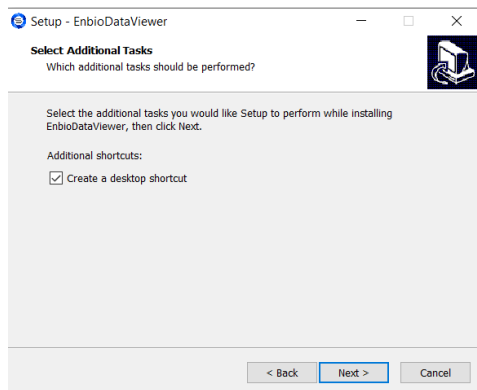 Setup - EnbioDataViewer
Select Additional Tasks
Which additional tasks should be performed?
Select the additional tasks you would like Setup to perform while installing
EnbioDataViewer, then click Next.
Additional shortcuts:
Create a desktop shortcut
< Back
Next >
Cancel